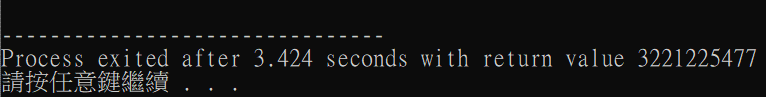 --------------------------------
Process exited after 3.424 seconds with return value 3221225477
請按任意鍵繼續 . . .